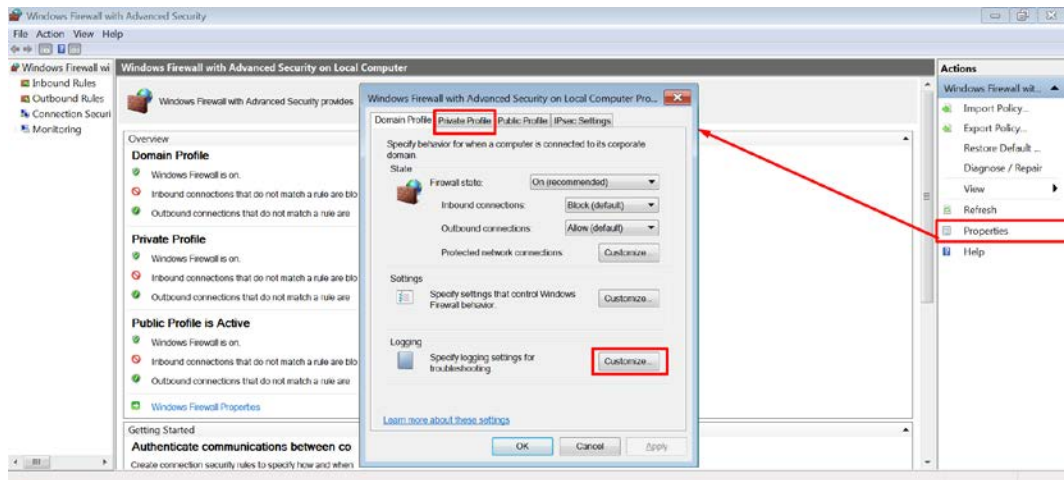 Windows Firewall with Advanced Security
File Action View Help
Windows Firewall wi
Inbound Rules
Outbound Rules
Connection Securi
Monitoring
Windows Firewall with Advanced Security on Local Computer
Windows Firewall with Advanced Security provides
Overview
Domain Profile
Windows Firewall is on.
Inbound connections that do not match a rule are blo
Outbound connections that do not match a rule are
Private Profile
Windows Firewall is on.
Inbound connections that do not match a rule are blo
Outbound connections that do not match a rule are
Public Profile is Active
Windows Firewall is on.
Inbound connections that do not match a rule are blo
Outbound connections that do not match a rule are
Windows Firewall Properties
Getting Started
Authenticate communications between co
Create connection security rules to specify how and when
Windows Firewall with Advanced Security on Local Computer Pro...
Domain Profile Private Profile Public Profile IPsec Settings
Specify behavior for when a computer is connected to its corporate
domain.
State
Firewall state: On (recommended)
Inbound connections: Block (default)
Outbound connections: Allow (default)
Protected network connections: Customize...
Settings
Specify settings that control Windows
Firewall behavior.
Customize...
Logging
Specify logging settings for
troubleshooting.
Customize...
Learn more about these settings
OK Cancel Apply
Actions
Windows Firewall wit...
Import Policy...
Export Policy...
Restore Default ...
Diagnose / Repair
View
Refresh
Properties
Help